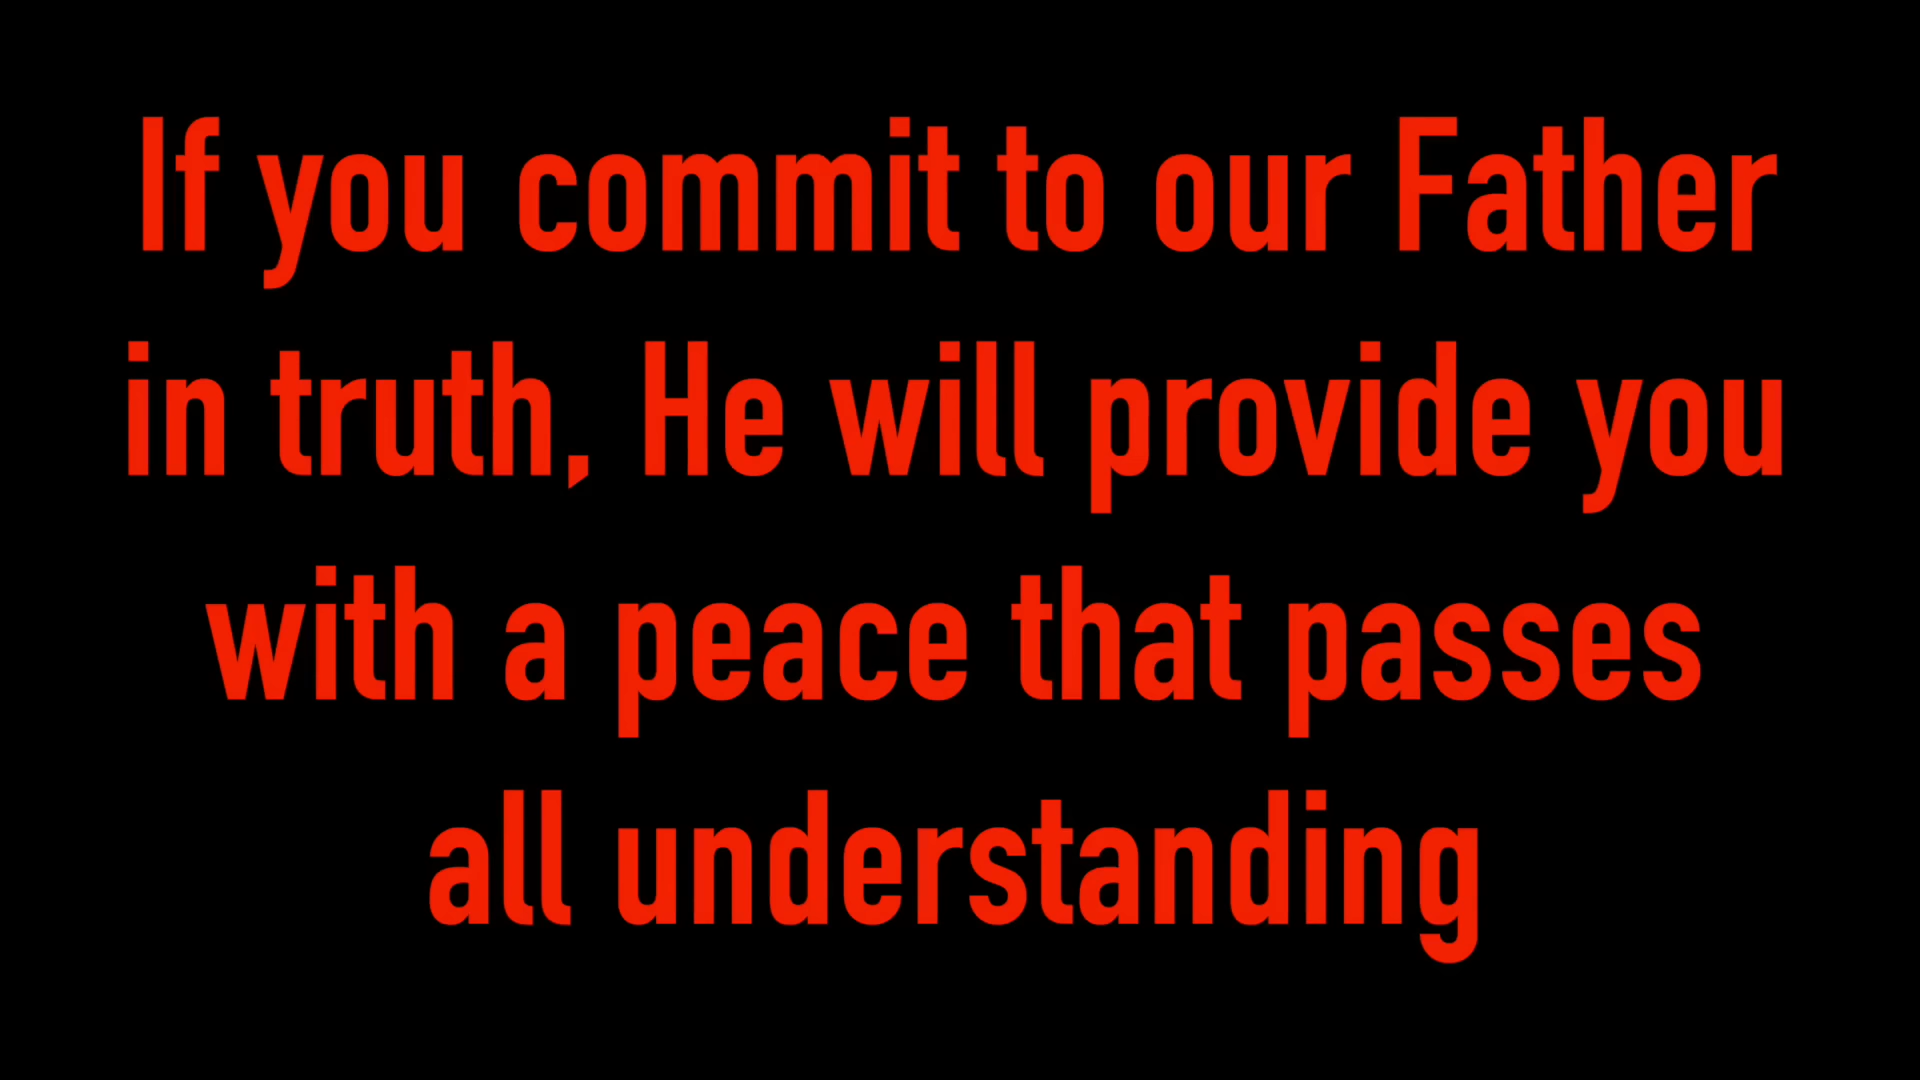 If you commit to our Father
in truth, He will provide you
with a peace that passes
all understanding